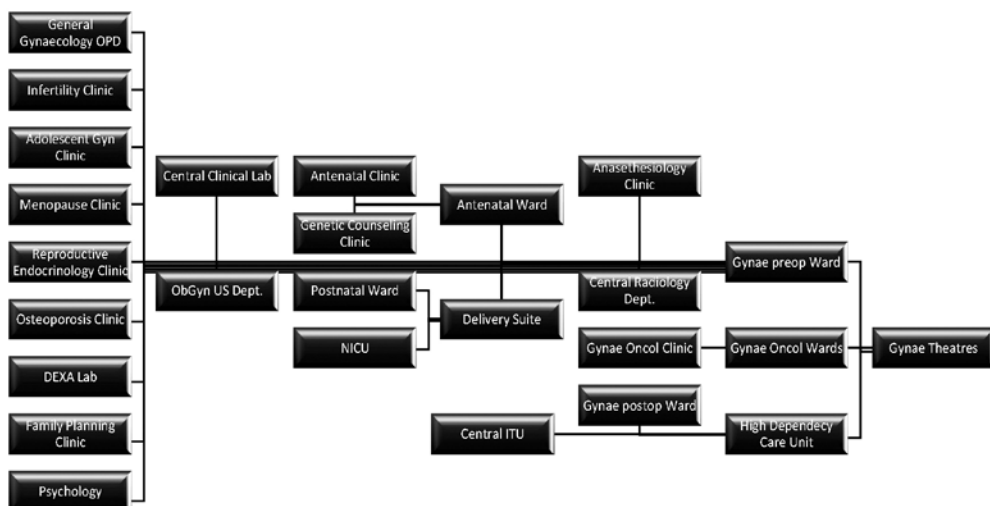 General
Gynaecology OPD
Infertility Clinic
Adolescent Gyn
Clinic
Menopause Clinic
Reproductive
Endocrinology Clinic
Osteoporosis Clinic
DEXA Lab
Family Planning
Clinic
Psychology
Central Clinical Lab
ObGyn US Dept.
Antenatal Clinic
Genetic Counseling
Clinic
Postnatal Ward
NICU
Antenatal Ward
Delivery Suite
Central ITU
Anasethesiology
Clinic
Central Radiology
Dept.
Gynae Oncol Clinic
Gynae postop Ward
Gynae preop Ward
Gynae Oncol Wards
High Dependecy
Care Unit
Gynae Theatres